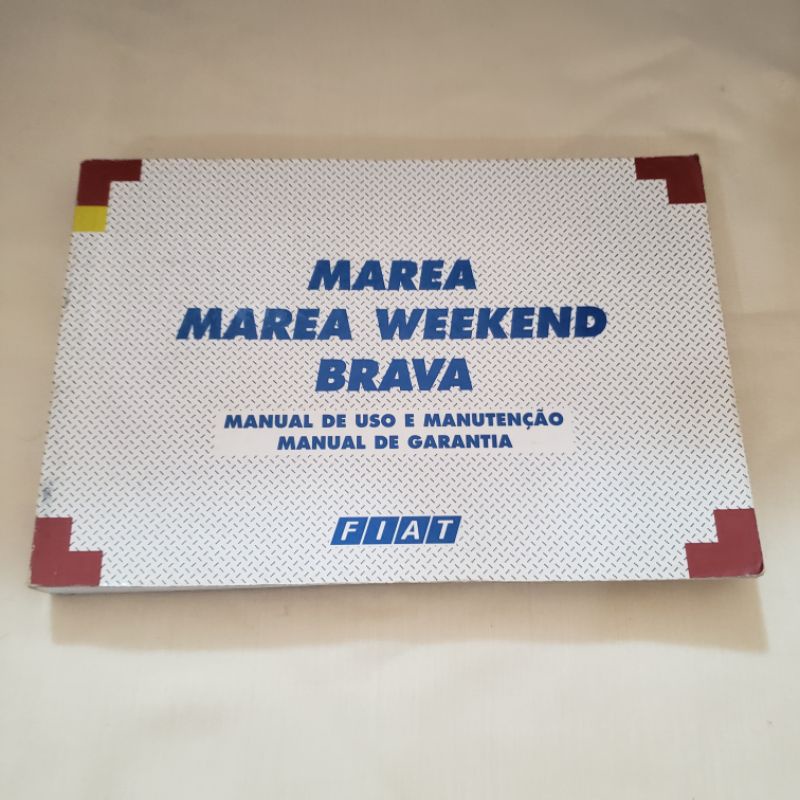 MAREA
MAREA WEEKEND
BRAVA
MANUAL DE USO E MANUTENÇÃO
MANUAL DE GARANTIA
FIAT